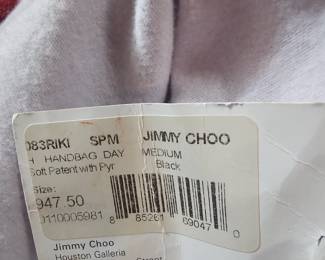 083RIKI SPM JIMMY CHOO
H HANDBAG DAY MEDIUM
Soft Patent with Pyr Black
Size:
947.50
0110005981
8 85261 69047 0
Jimmy Choo
Houston Galleria